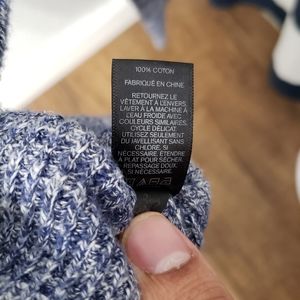 100% COTON
FABRIQUÉ EN CHINE
RETOURNEZ LE
VÊTEMENT À L'ENVERS.
LAVER À LA MACHINE À
L'EAU FROIDE AVEC
COULEURS SIMILAIRES,
CYCLE DÉLICAT.
UTILISEZ SEULEMENT
DU JAVELLISANT SANS
CHLORE, SI
NÉCESSAIRE. ÉTENDRE
À PLAT POUR SÉCHER.
REPASSAGE DOUX,
SI NÉCESSAIRE.